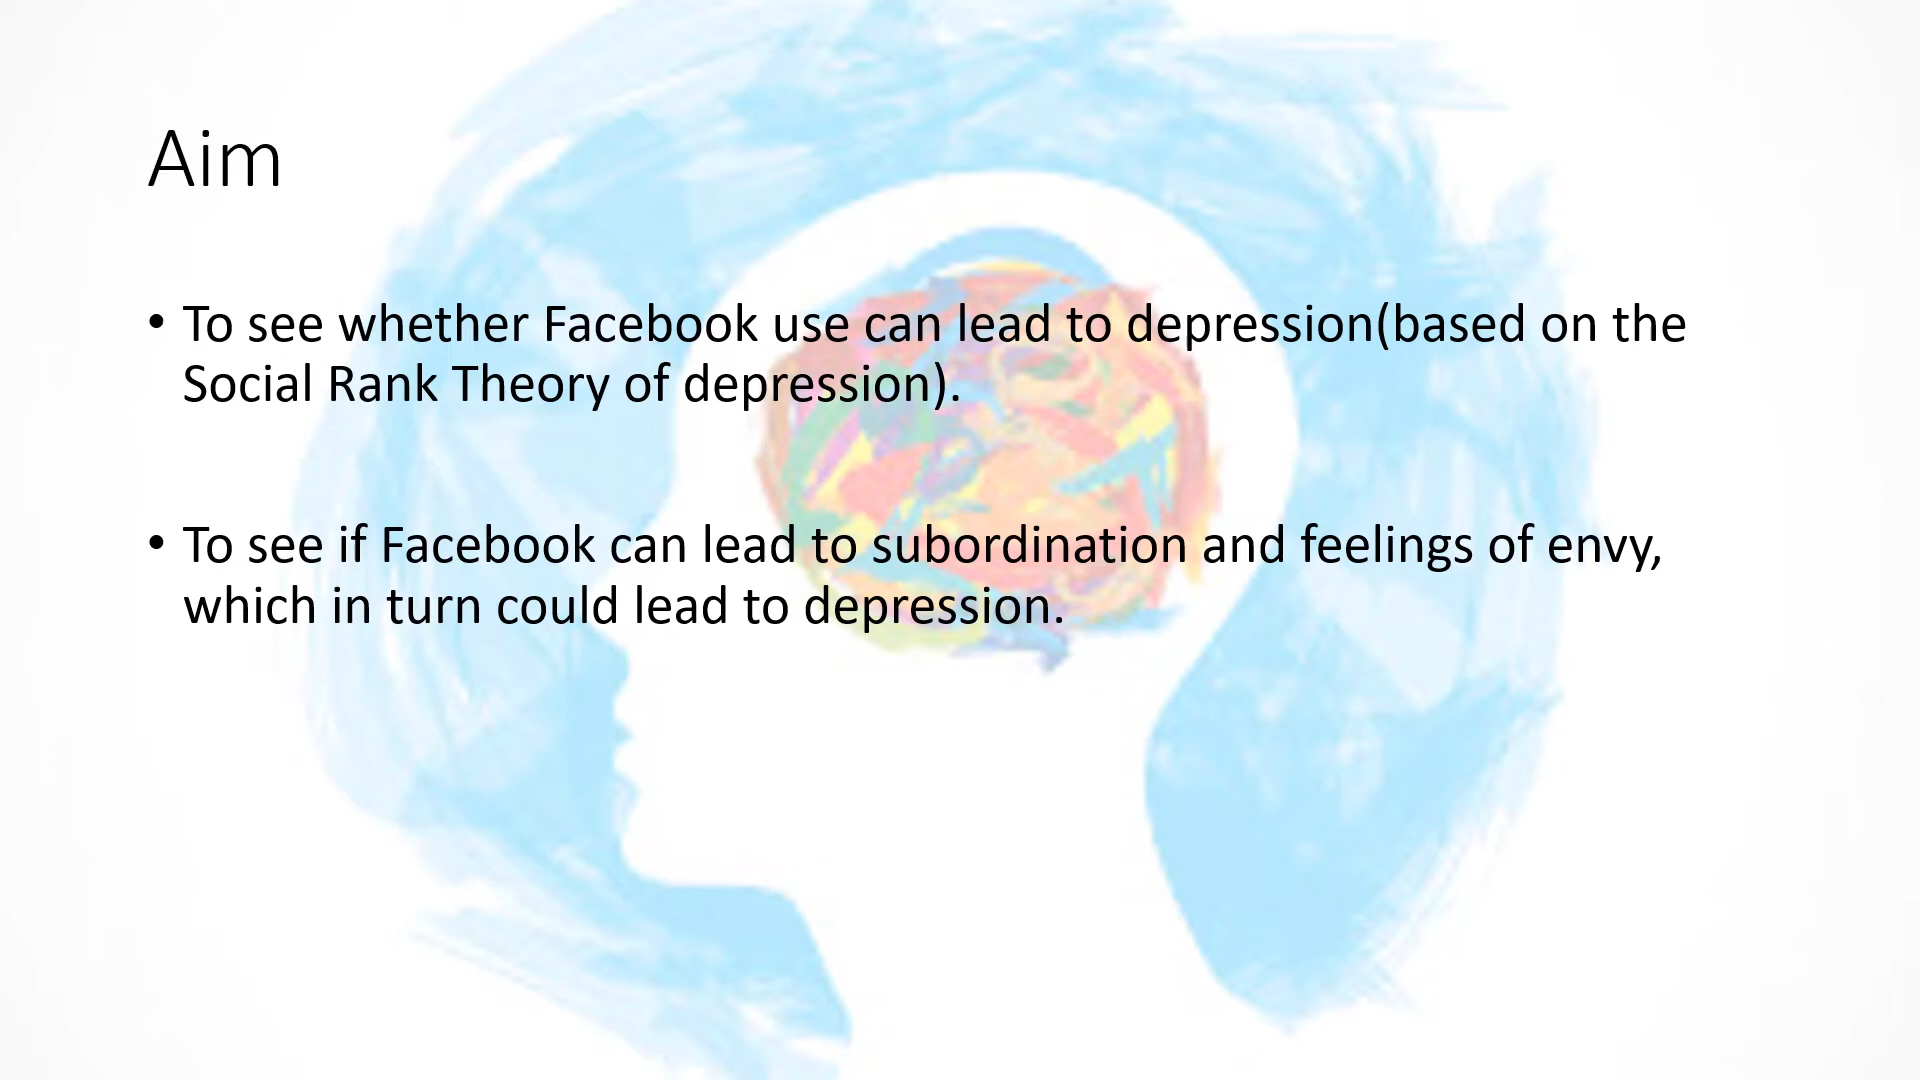 Aim
• To see whether Facebook use can lead to depression(based on the
Social Rank Theory of depression).
• To see if Facebook can lead to subordination and feelings of envy,
which in turn could lead to depression.